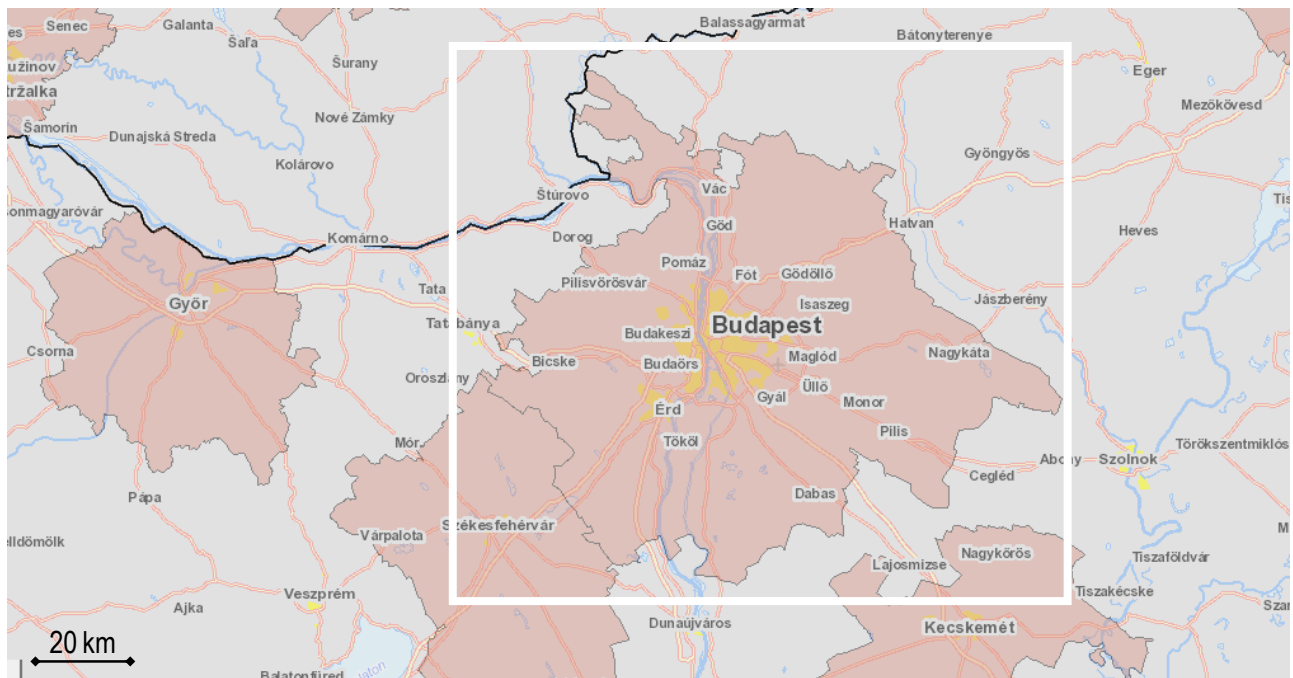 Senec
Galanta
Balassagyarmat
Bátonyterenye
Šaľa
Šurany
Eger
Mezőkövesd
Nové Zámky
Šamorín
Dunajská Streda
Kolárovo
Gyöngyös
Vác
Štúrovo
Göd
Hatvan
Heves
Komárno
Dorog
Pomáz
Fót
Gödöllő
Pilisvörösvár
Tata
Győr
Isaszeg
Jászberény
Tatabánya
Budakeszi
Budapest
Csorna
Bicske
Budaörs
Maglód
Nagykáta
Oroszlány
Gyál
Üllő
Monor
Érd
Pilis
Mór
Tököl
Törökszentmiklós
Abony
Szolnok
Cegléd
Pápa
Dabas
Székesfehérvár
Várpalota
Nagykőrös
Tiszaföldvár
Lajosmizse
Tiszakécske
Veszprém
Ajka
Dunaújváros
Kecskemét
20 km
Balatonfüred